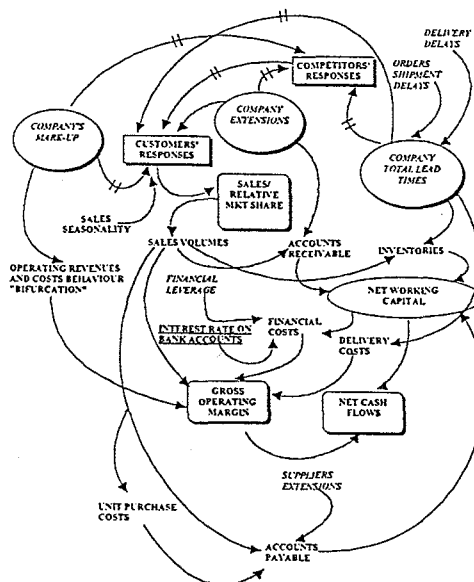 DELIVERY
DELAYS
ORDERS
SHIPMENT
DELAYS
COMPETITORS'
RESPONSES
COMPANY
EXTENSIONS
COMPANY'S
MARK-UP
CUSTOMERS'
RESPONSES
COMPANY
TOTAL LEAD
TIMES
SALES/
RELATIVE
MKT SHARE
SALES
SEASONALITY
SALES VOLUMES
ACCOUNTS
RECEIVABLE
INVENTORIES
OPERATING REVENUES
AND COSTS BEHAVIOUR
"BIFURCATION"
FINANCIAL
LEVERAGE
NET WORKING
CAPITAL
INTEREST RATE ON
BANK ACCOUNTS
FINANCIAL
COSTS
DELIVERY
COSTS
GROSS
OPERATING
MARGIN
NET CASH
FLOWS
SUPPLIERS
EXTENSIONS
UNIT PURCHASE
COSTS
ACCOUNTS
PAYABLE